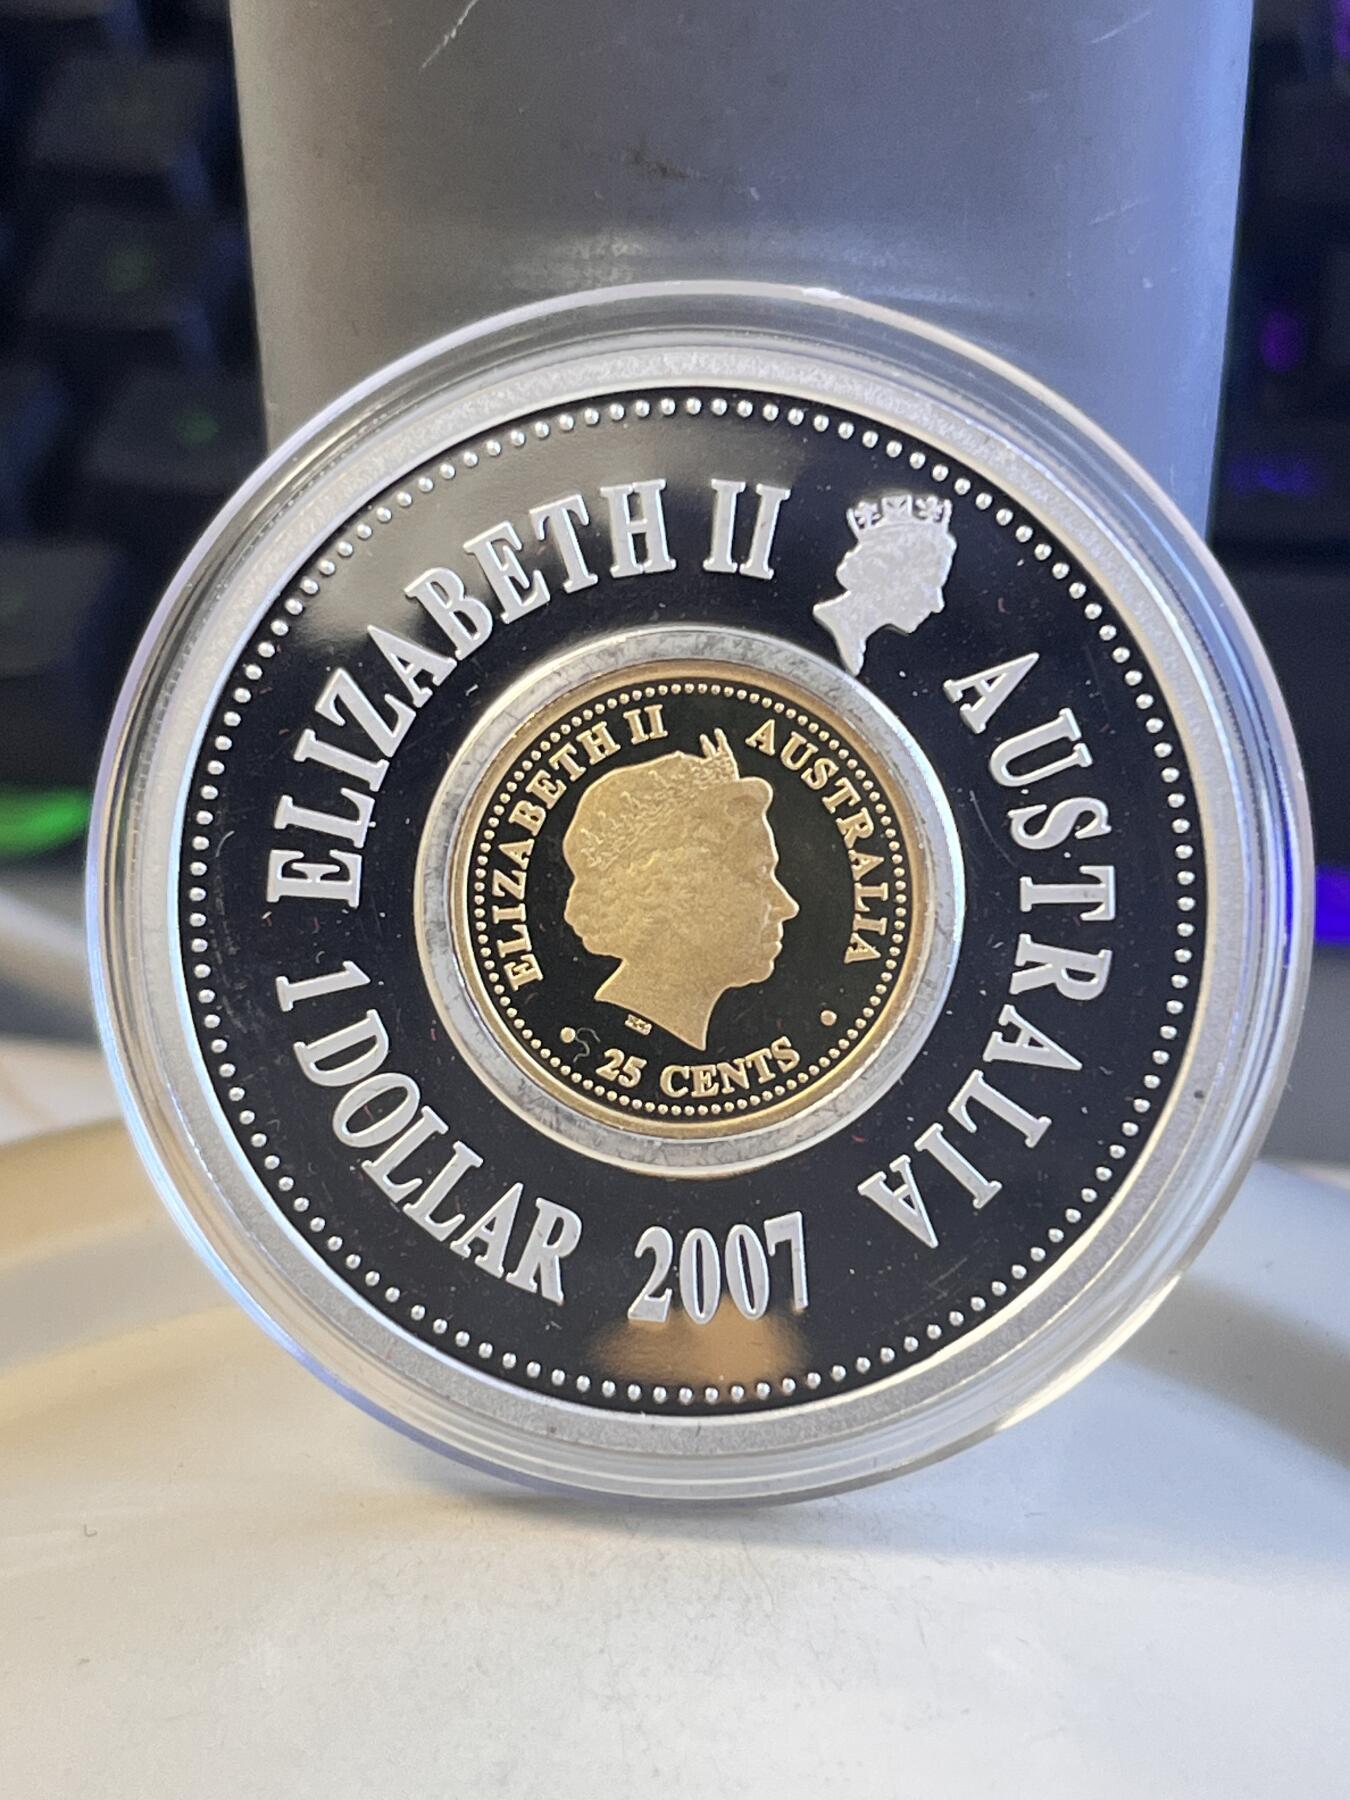 ELIZABETH II
AUSTRALIA
1 DOLLAR
2007
ELIZABETH II
AUSTRALIA
25 CENTS